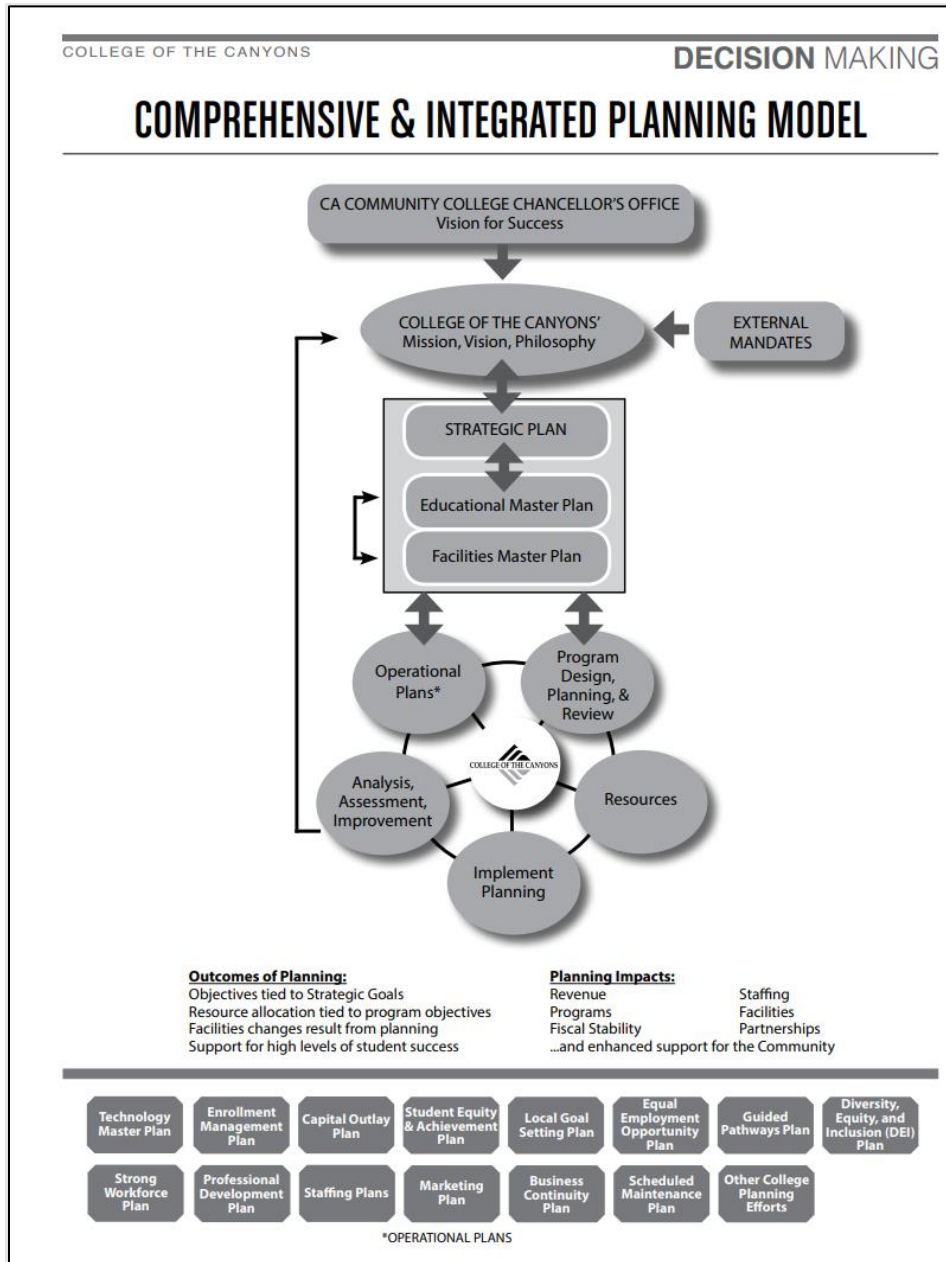 COLLEGE OF THE CANYONS
DECISION MAKING
COMPREHENSIVE & INTEGRATED PLANNING MODEL
CA COMMUNITY COLLEGE CHANCELLOR'S OFFICE
Vision for Success
COLLEGE OF THE CANYONS'
Mission, Vision, Philosophy
EXTERNAL
MANDATES
STRATEGIC PLAN
Educational Master Plan
Facilities Master Plan
Operational
Plans*
Program
Design,
Planning, &
Review
COLLEGE OF THE CANYONS
Analysis,
Assessment,
Improvement
Resources
Implement
Planning
Outcomes of Planning:
Objectives tied to Strategic Goals
Resource allocation tied to program objectives
Facilities changes result from planning
Support for high levels of student success
Planning Impacts:
Revenue Staffing
Programs Facilities
Fiscal Stability Partnerships
...and enhanced support for the Community
Technology
Master Plan
Enrollment
Management
Plan
Capital Outlay
Plan
Student Equity
& Achievement
Plan
Local Goal
Setting Plan
Equal
Employment
Opportunity
Plan
Guided
Pathways Plan
Diversity,
Equity, and
Inclusion (DEI)
Plan
Strong
Workforce
Plan
Professional
Development
Plan
Staffing Plans
Marketing
Plan
Business
Continuity
Plan
Scheduled
Maintenance
Plan
Other College
Planning
Efforts
*OPERATIONAL PLANS